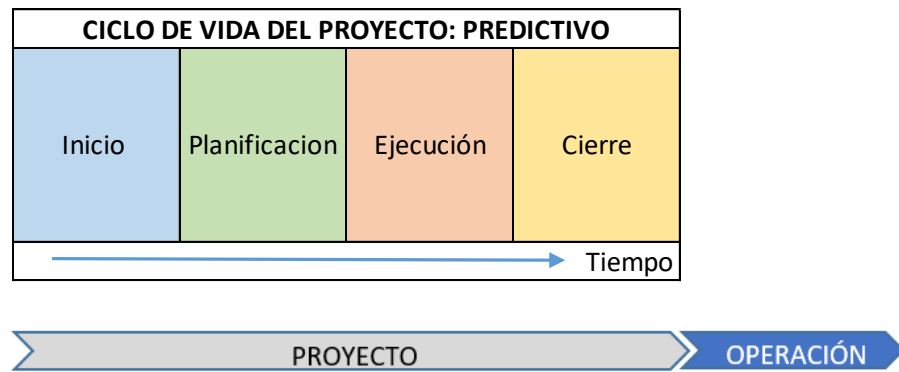 CICLO DE VIDA DEL PROYECTO: PREDICTIVO
Inicio
Planificacion
Ejecución
Cierre
Tiempo
PROYECTO
OPERACIÓN